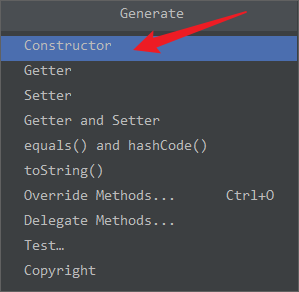 Generate
Constructor
Getter
Setter
Getter and Setter
equals() and hashCode()
toString()
Override Methods... Ctrl+O
Delegate Methods...
Test…
Copyright